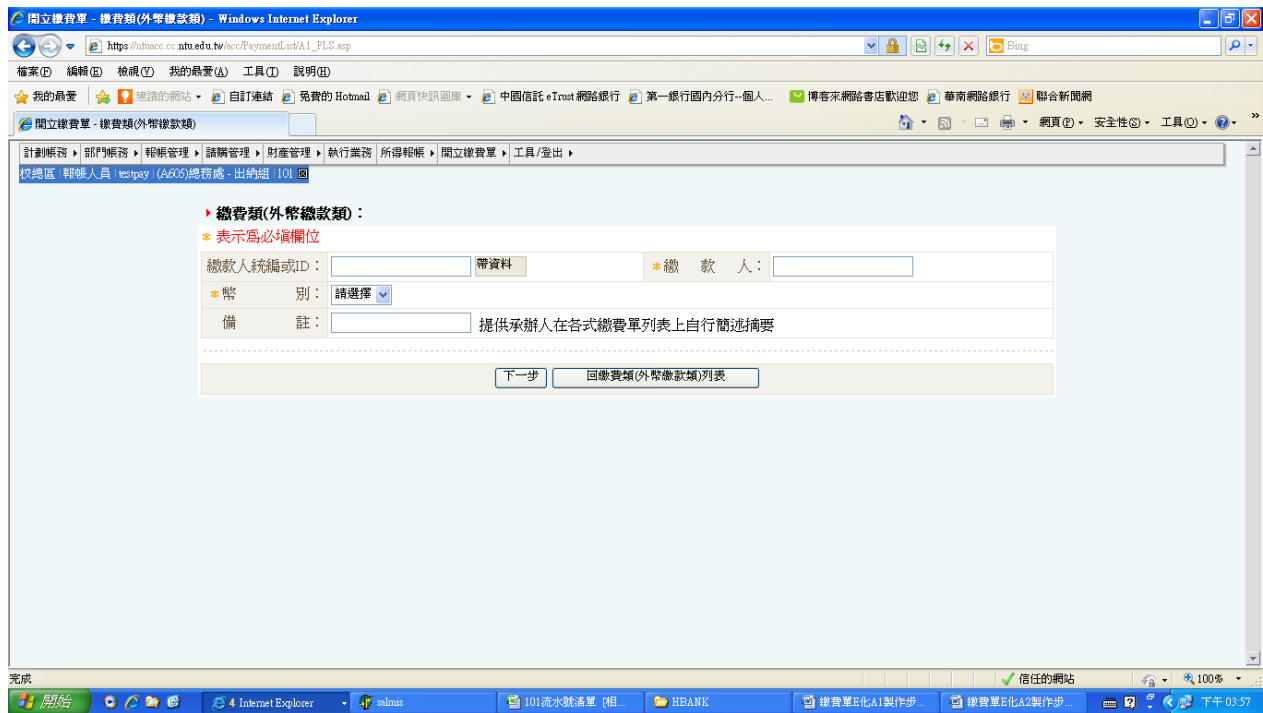 開立繳費單 - 繳費類(外幣繳款類) - Windows Internet Explorer
https://ntuacc.cc.ntu.edu.tw/acc/PaymentList/A1_PLS.asp
Bing
檔案(F) 編輯(E) 檢視(V) 我的最愛(A) 工具(T) 說明(H)
我的最愛 建議的網站 自訂連結 免費的 Hotmail 網頁快訊圖庫 中國信託 eTrust 網路銀行 第一銀行國內分行--個人... 博客來網路書店歡迎您 華南網路銀行 聯合新聞網
開立繳費單 - 繳費類(外幣繳款類) 網頁(P) 安全性(S) 工具(O) »
計劃帳務 部門帳務 報帳管理 請購管理 財產管理 執行業務 所得報帳 開立繳費單 工具/登出
校總區 | 報帳人員 | testpay | (A605)總務處 - 出納組 | 101
繳費類(外幣繳款類)：
* 表示為必填欄位
繳款人統編或ID： 帶資料 *繳 款 人：
*幣 別： 請選擇
備 註： 提供承辦人在各式繳費單列表上自行簡述摘要
下一步 回繳費類(外幣繳款類)列表
完成 信任的網站 100%
開始 4 Internet Explorer salmis 101流水號清單 [相... HBANK 繳費單E化A1製作步... 繳費單E化A2製作步... 下午 03:57